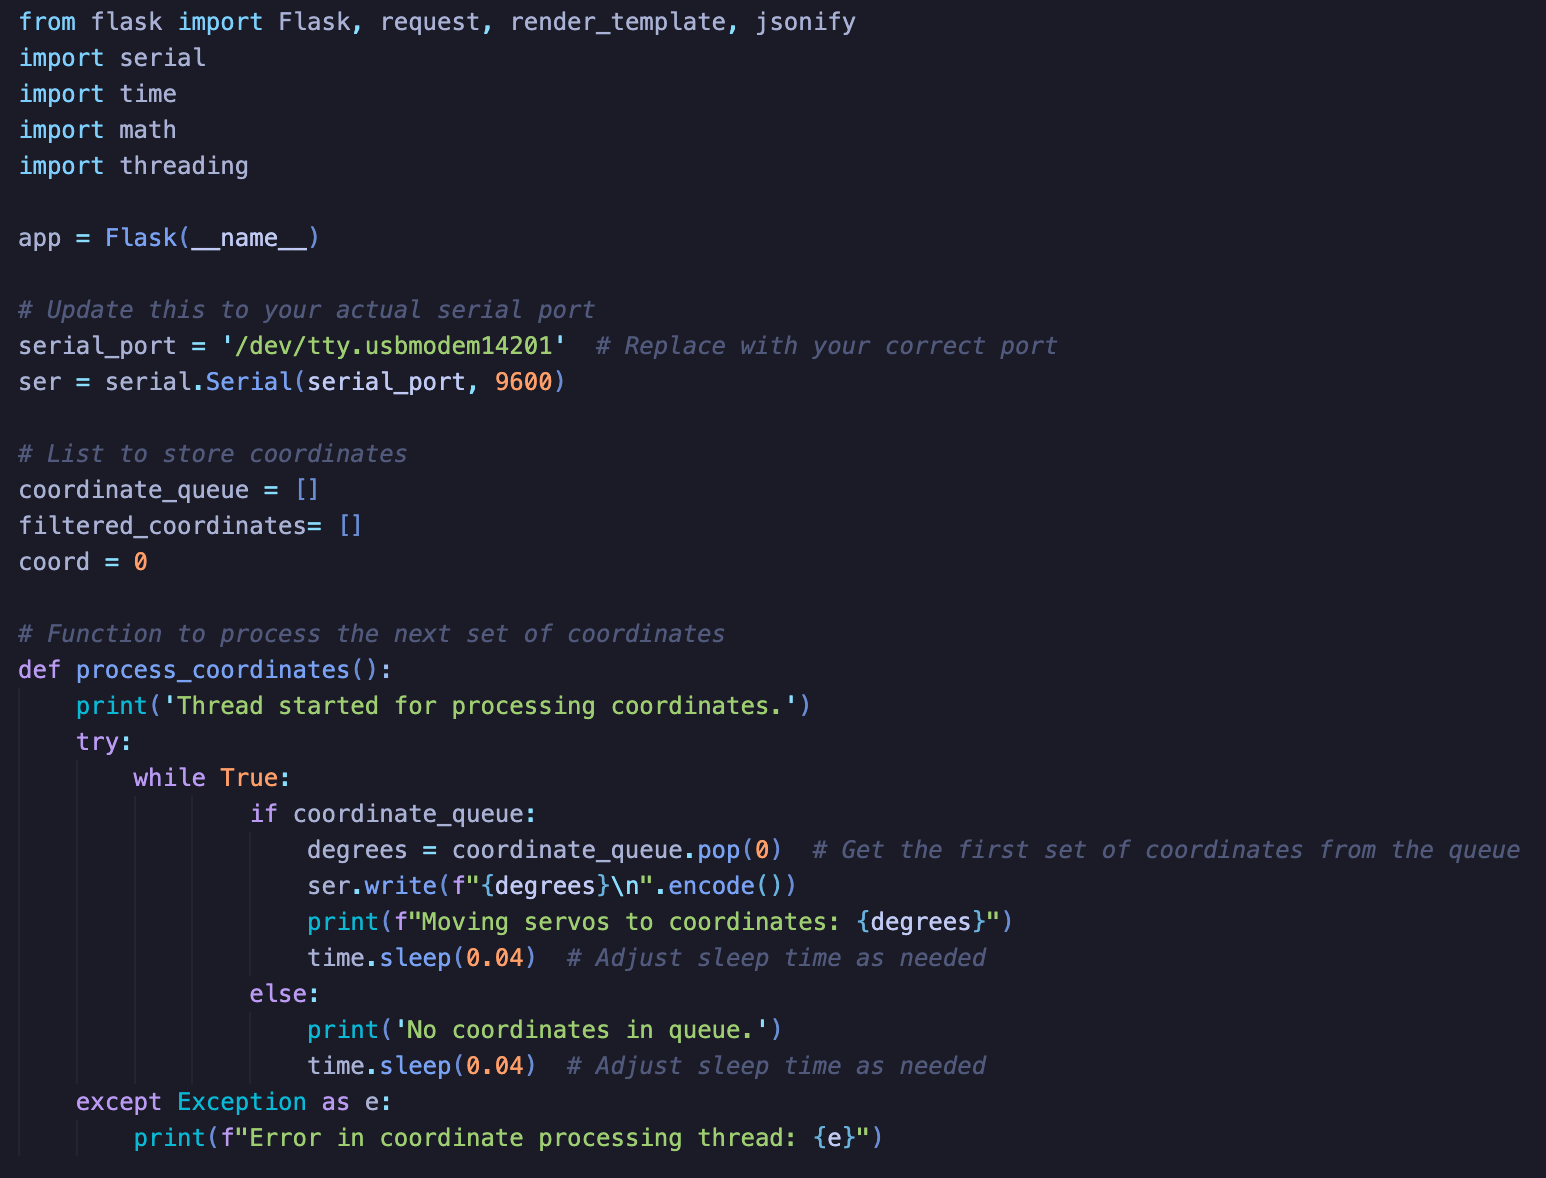 from flask import Flask, request, render_template, jsonify
import serial
import time
import math
import threading

app = Flask(__name__)

# Update this to your actual serial port
serial_port = '/dev/tty.usbmodem14201'  # Replace with your correct port
ser = serial.Serial(serial_port, 9600)

# List to store coordinates
coordinate_queue = []
filtered_coordinates= []
coord = 0

# Function to process the next set of coordinates
def process_coordinates():
    print('Thread started for processing coordinates.')
    try:
        while True:
                if coordinate_queue:
                    degrees = coordinate_queue.pop(0)  # Get the first set of coordinates from the queue
                    ser.write(f"{degrees}\n".encode())
                    print(f"Moving servos to coordinates: {degrees}")
                    time.sleep(0.04)  # Adjust sleep time as needed
                else:
                    print('No coordinates in queue.')
                    time.sleep(0.04)  # Adjust sleep time as needed
    except Exception as e:
        print(f"Error in coordinate processing thread: {e}")